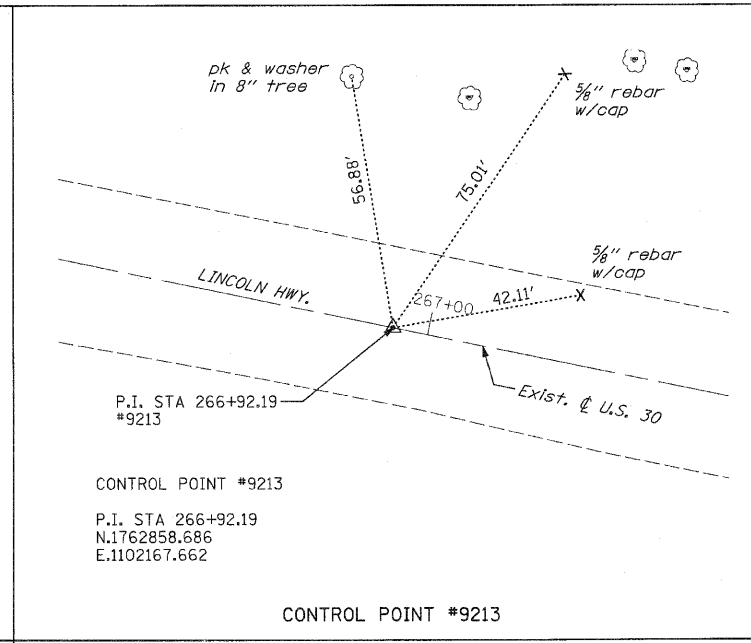 pk & washer
in 8" tree
5/8" rebar
w/cap
56.88'
75.01'
5/8" rebar
w/cap
LINCOLN HWY.
267+00
42.11'
P.I. STA 266+92.19
#9213
Exist. ℄ U.S. 30
CONTROL POINT #9213
P.I. STA 266+92.19
N.1762858.686
E.1102167.662
CONTROL POINT #9213